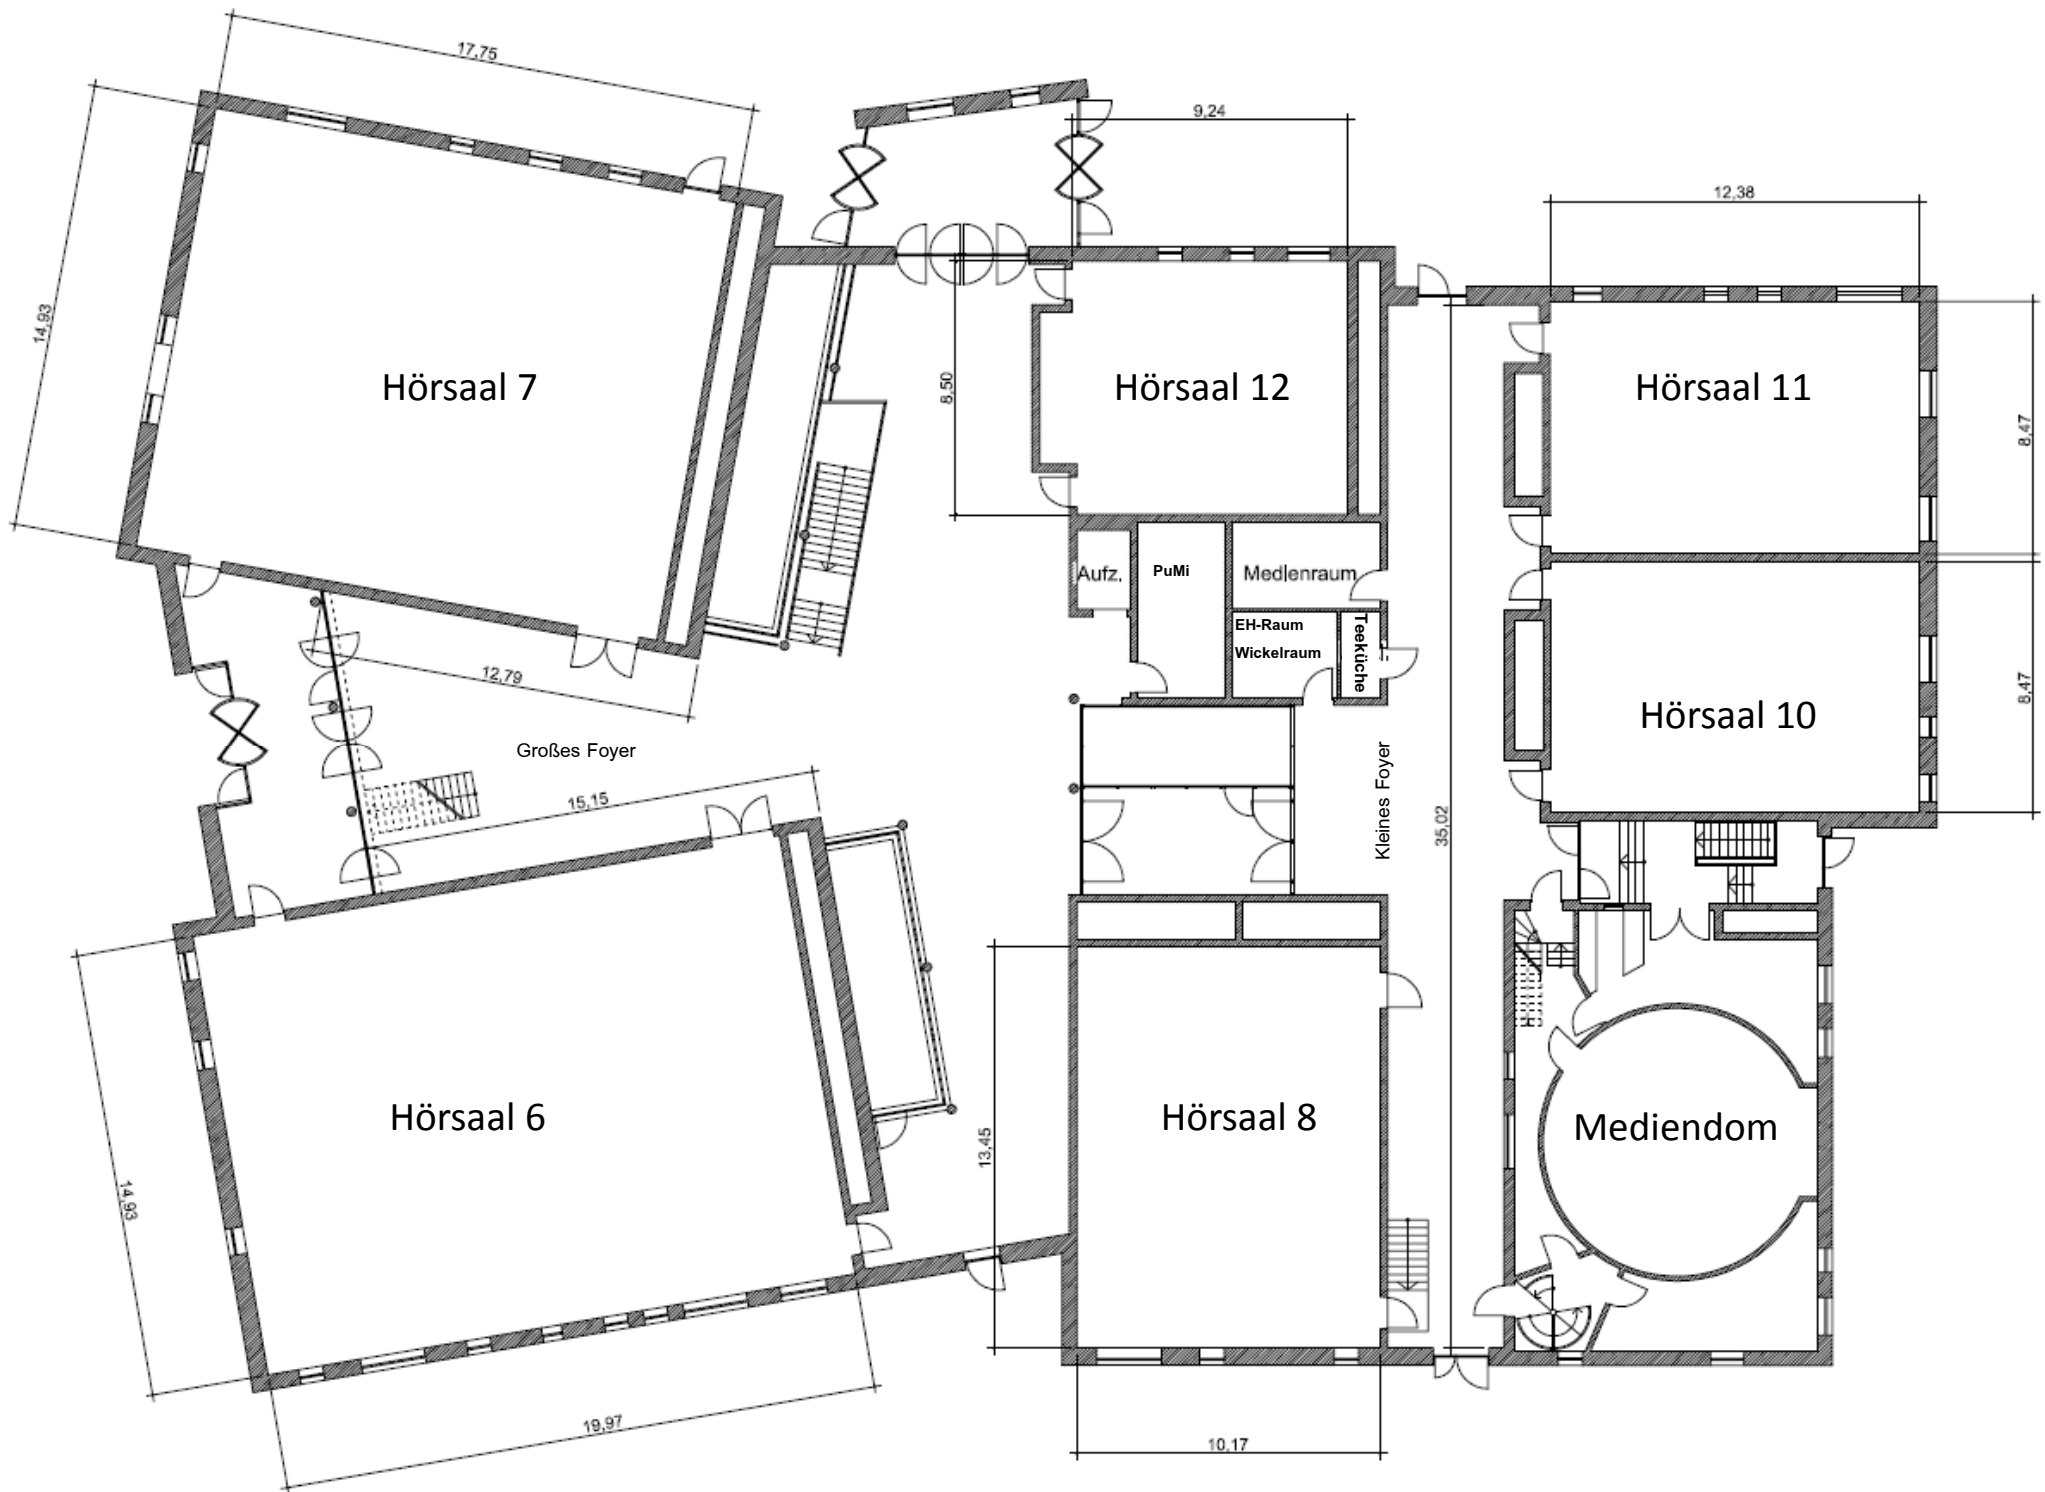 17,75
9,24
12,38
14,93
Hörsaal 7
8,50
Hörsaal 12
Hörsaal 11
8,47
Aufz.
PuMi
Medienraum
EH-Raum
Wickelraum
Teeküche
12,79
Großes Foyer
15,15
Kleines Foyer
35,02
Hörsaal 10
8,47
Hörsaal 6
14,93
13,45
Hörsaal 8
Mediendom
19,97
10,17